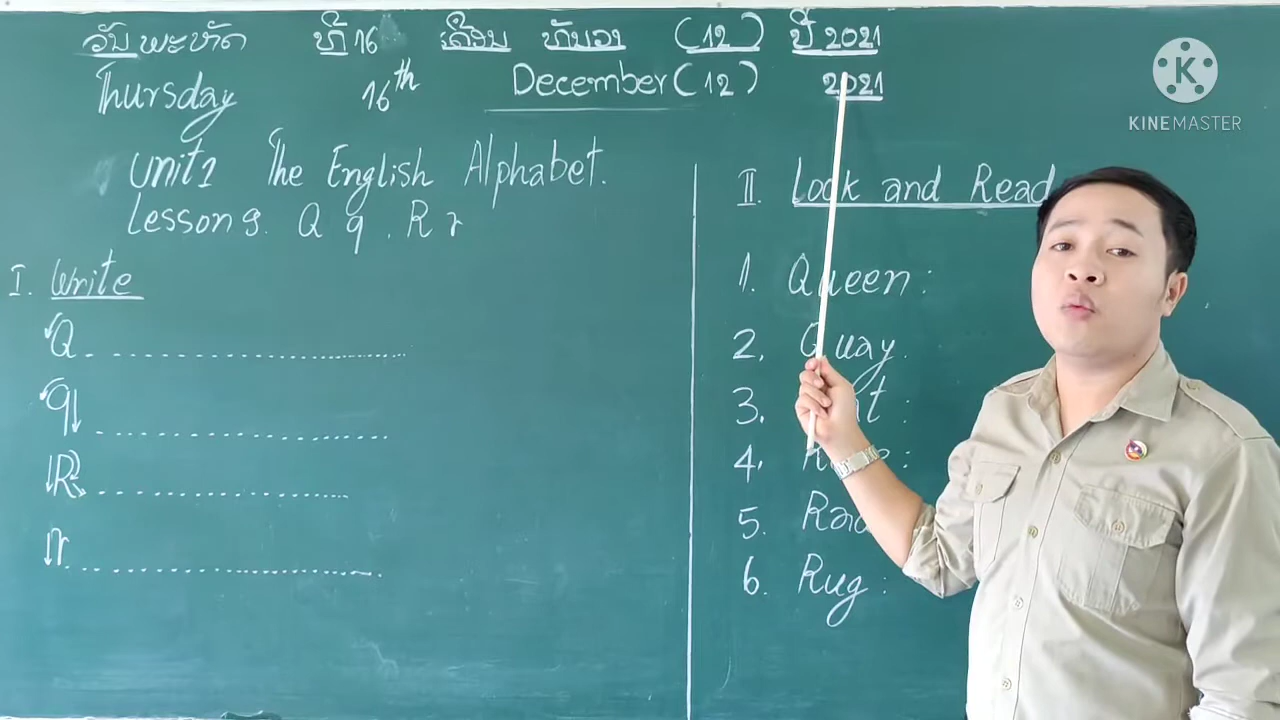 ວັນ ພະຫັດ ທີ 16 ເດືອນ ທັນວາ (12) ປີ 2021
Thursday 16th December (12) 2021
Unit 2 The English Alphabet.
Lesson 9. Q q . R r
I. Write
Q
q
R
r
II. Look and Read
1. Queen :
2. Quay.
3.
4.
5.
6. Rug :
K
KINEMASTER